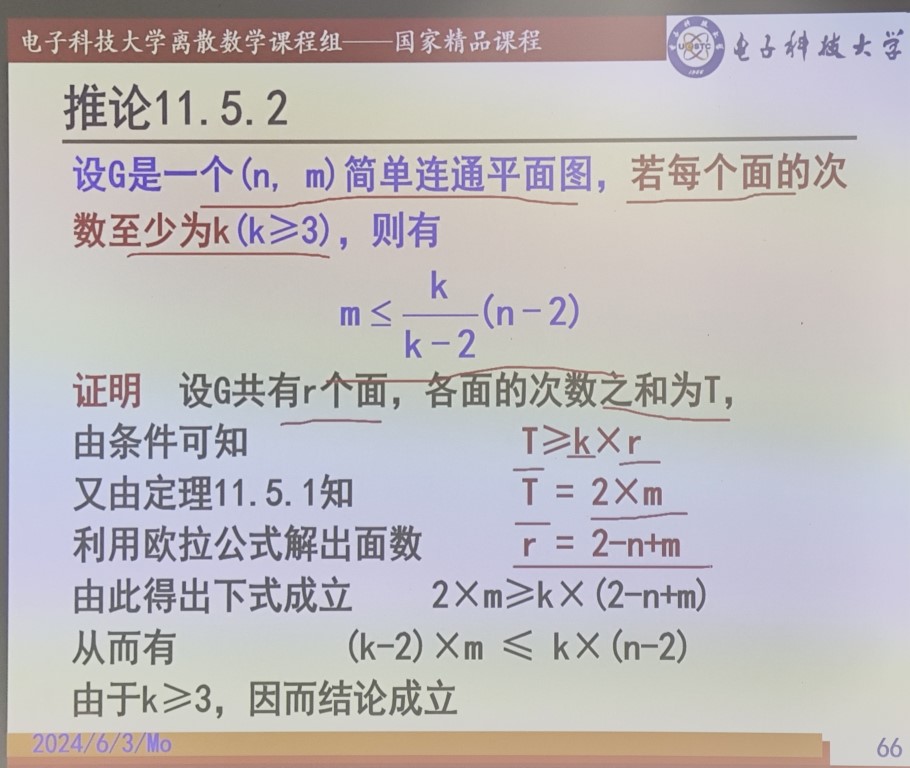 电子科技大学离散数学课程组——国家精品课程
电子科技大学
推论11.5.2
设G是一个(n, m)简单连通平面图，若每个面的次
数至少为k(k≥3)，则有
m ≤ k/(k-2) (n-2)
证明 设G共有r个面，各面的次数之和为T，
由条件可知 T≥k×r
又由定理11.5.1知 T = 2×m
利用欧拉公式解出面数 r = 2-n+m
由此得出下式成立 2×m≥k×(2-n+m)
从而有 (k-2)×m ≤ k×(n-2)
由于k≥3，因而结论成立
2024/6/3/Mo
66